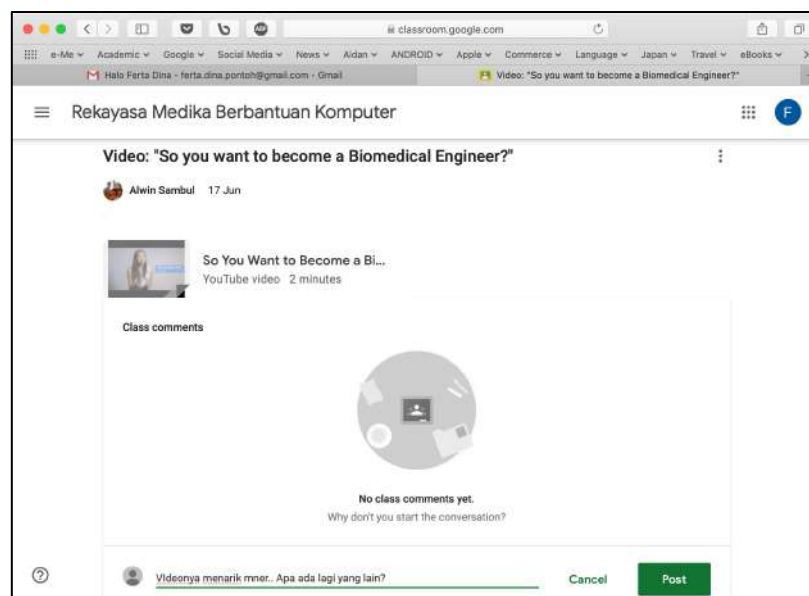 classroom.google.com
e-Me Academic Google Social Media News Aidan ANDROID Apple Commerce Language Japan Travel eBooks
Halo Ferta Dina - ferta.dina.pontoh@gmail.com - Gmail
Video: "So you want to become a Biomedical Engineer?"
Rekayasa Medika Berbantuan Komputer
F
Video: "So you want to become a Biomedical Engineer?"
Alwin Sambul 17 Jun
So You Want to Become a Bi...
YouTube video 2 minutes
Class comments
No class comments yet.
Why don't you start the conversation?
Videonya menarik mner.. Apa ada lagi yang lain?
Cancel
Post